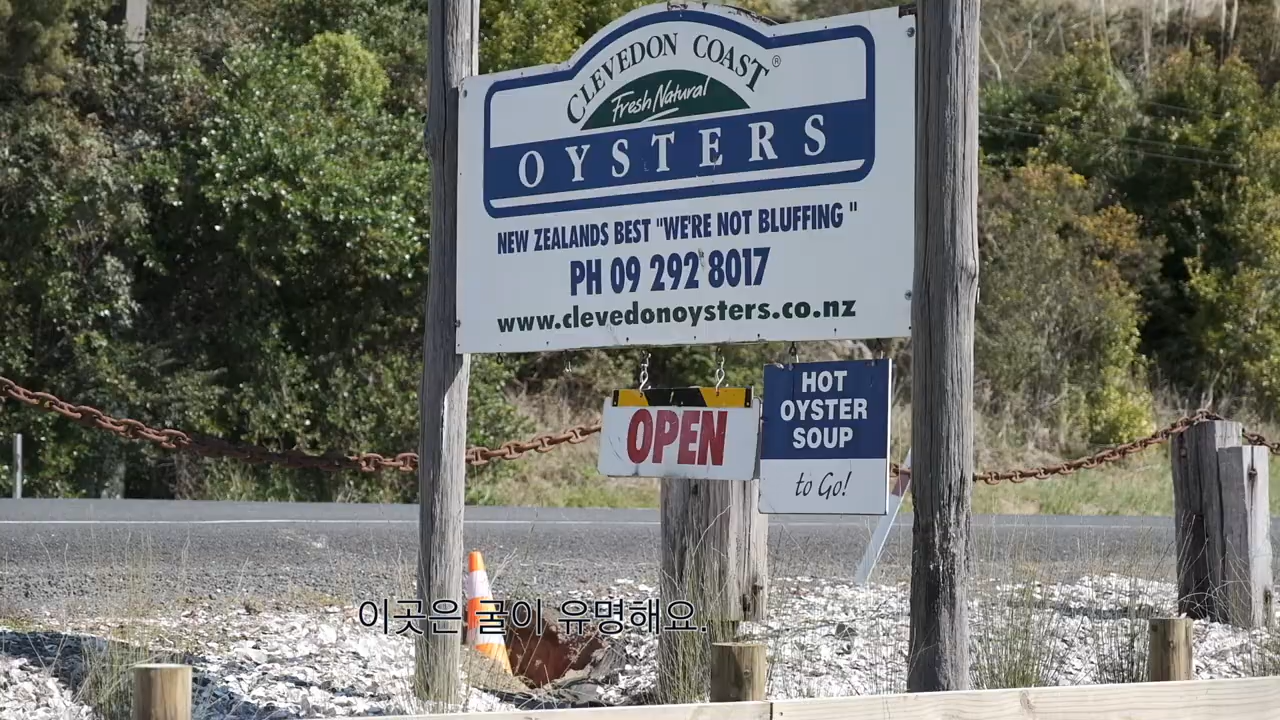 CLEVEDON COAST ®
Fresh Natural
OYSTERS
NEW ZEALANDS BEST "WE'RE NOT BLUFFING "
PH 09 292 8017
www.clevedonoysters.co.nz
OPEN
HOT
OYSTER
SOUP
to Go!
이곳은 굴이 유명해요.